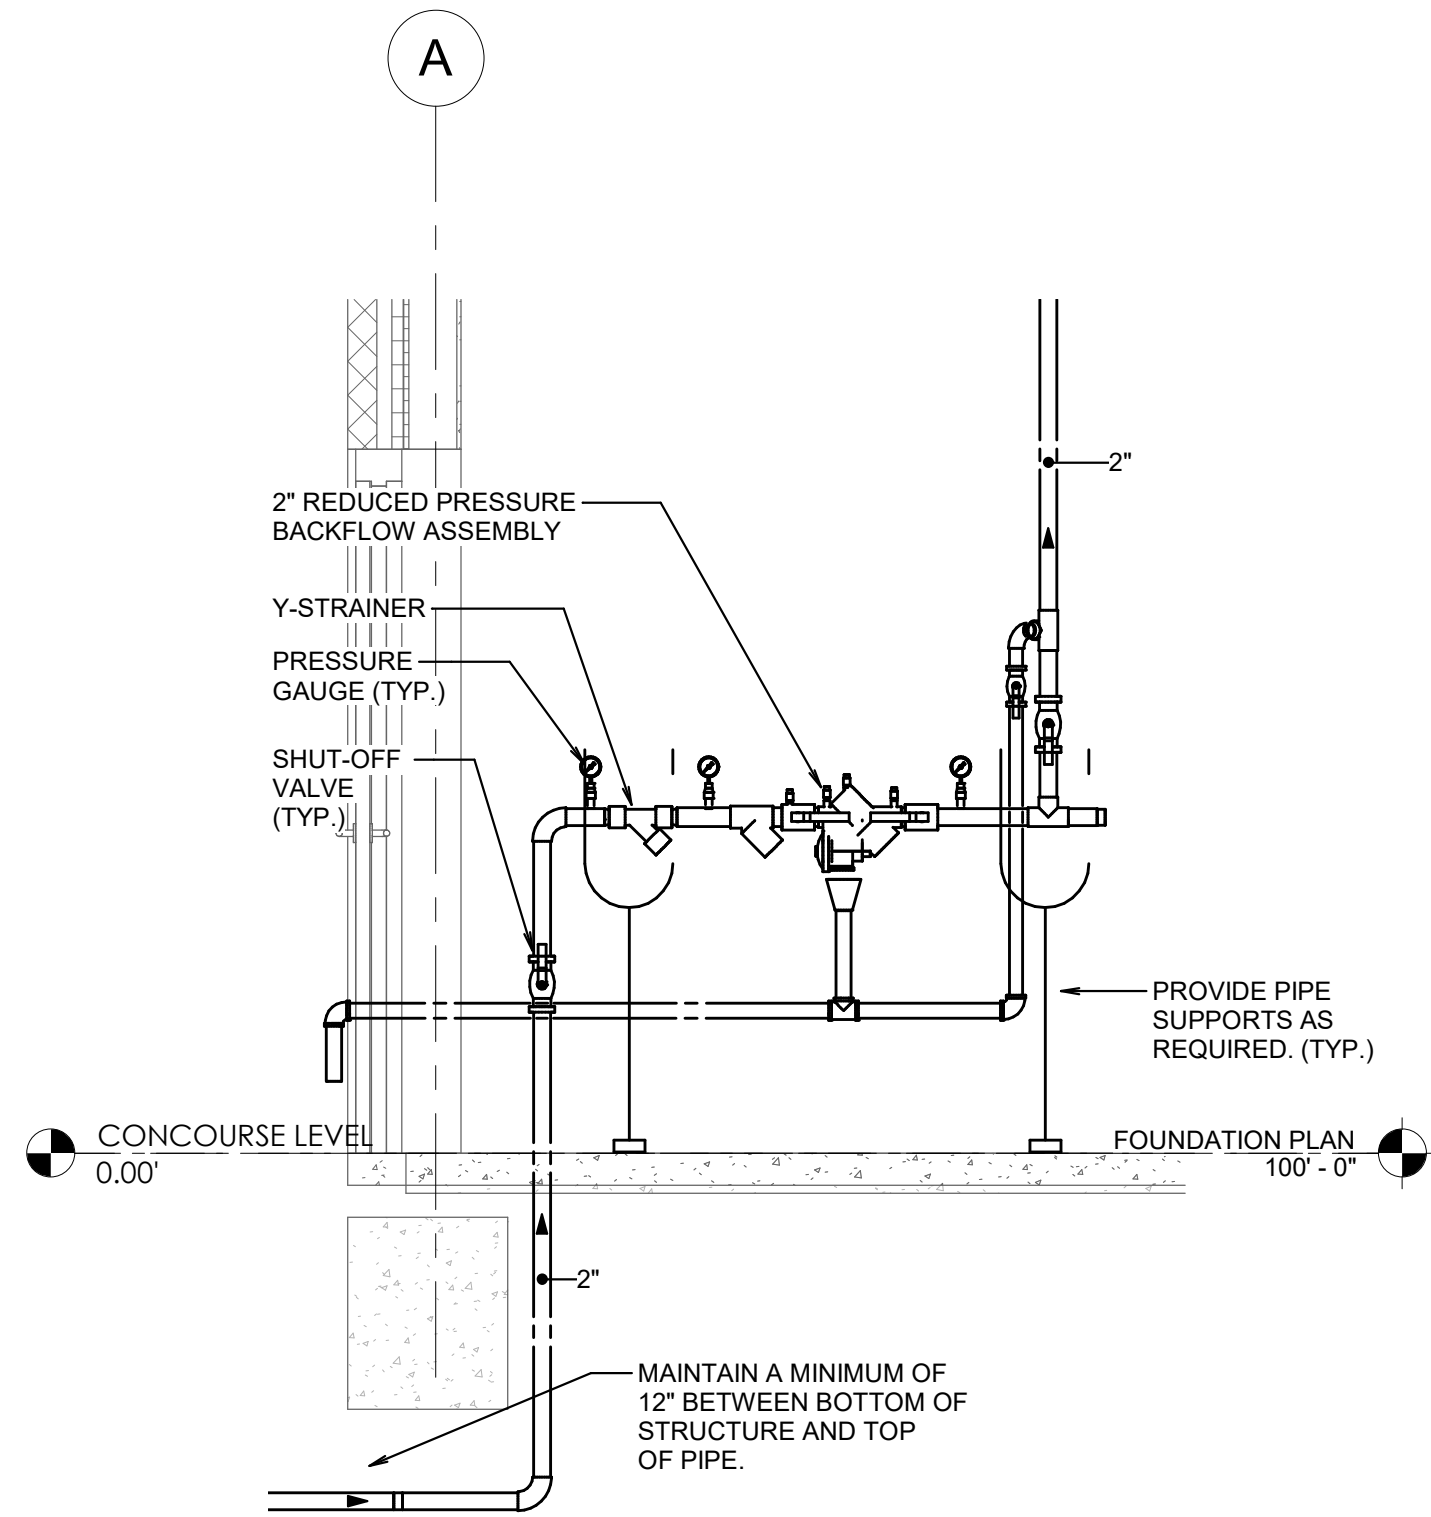 A
2"
2" REDUCED PRESSURE
BACKFLOW ASSEMBLY
Y-STRAINER
PRESSURE
GAUGE (TYP.)
SHUT-OFF
VALVE
(TYP.)
PROVIDE PIPE
SUPPORTS AS
REQUIRED. (TYP.)
CONCOURSE LEVEL
0.00'
FOUNDATION PLAN
100' - 0"
2"
MAINTAIN A MINIMUM OF
12" BETWEEN BOTTOM OF
STRUCTURE AND TOP
OF PIPE.